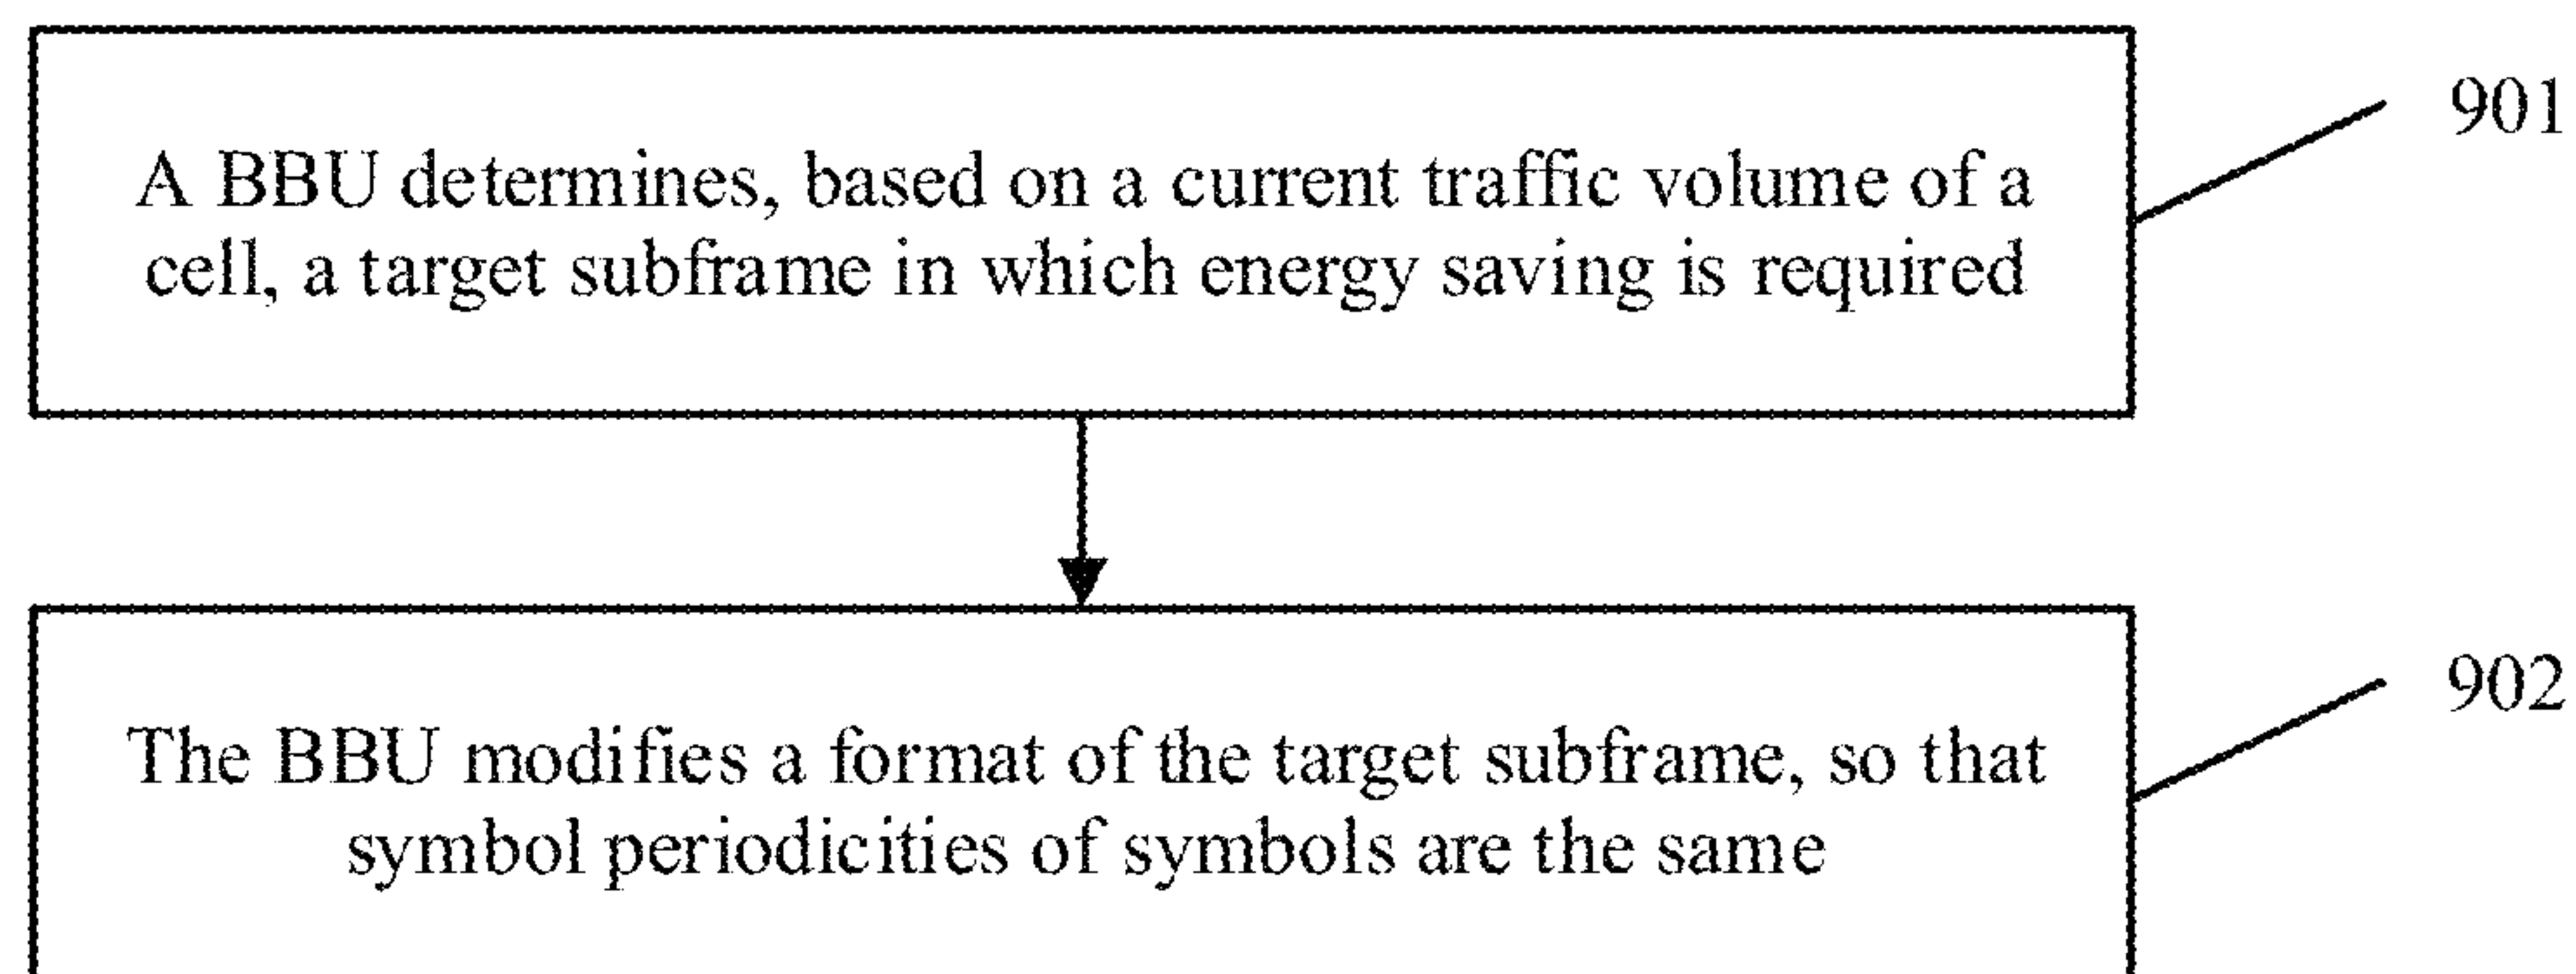 A BBU determines, based on a current traffic volume of a
cell, a target subframe in which energy saving is required
901
The BBU modifies a format of the target subframe, so that
symbol periodicities of symbols are the same
902